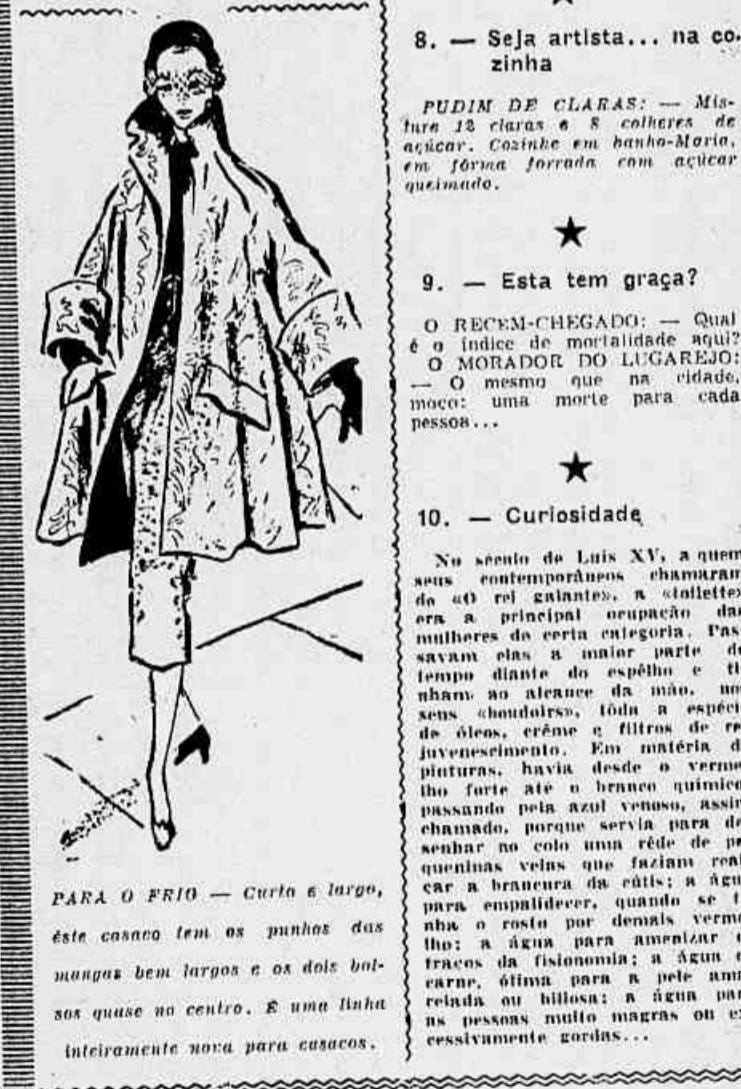 PARA O FRIO — Curto e largo,
êste casaco tem os punhos das
mangas bem largos e os dois bol-
sos quase no centro. É uma linha
inteiramente nova para casacos.
8. — Seja artista... na co-
zinha
PUDIM DE CLARAS: — Mis-
ture 12 claras e 8 colheres de
açúcar. Cozinhe em banho-Maria,
em fôrma forrada com açúcar
queimado.
9. — Esta tem graça?
O RECEM-CHEGADO: — Qual
é o índice de mortalidade aqui?
O MORADOR DO LUGAREJO:
— O mesmo que na cidade,
moço: uma morte para cada
pessoa...
10. — Curiosidade
No século de Luis XV, a quem
seus contemporâneos chamaram
de «O rei galante», a «toilette»
era a principal ocupação das
mulheres de certa categoria. Pas-
savam elas a maior parte do
tempo diante do espêlho e ti-
nham ao alcance da mão, nos
seus «boudoirs», tôda a espéci
de óleos, crême e filtros de re-
juvenescimento. Em matéria d
pinturas, havia desde o verme-
lho forte até o branco químico
passando pela azul venoso, assim
chamado, porque servia para de-
senhar no colo uma rêde de pe-
queninas veias que faziam real-
çar a brancura da cútis; a água
para empalidecer, quando se ti
nha o rosto por demais verme
lho; a água para amenizar o
traços da fisionomia; a água d
carne, ótima para a pele ama
relada ou biliosa; a água par
as pessoas muito magras ou ex
cessivamente gordas...